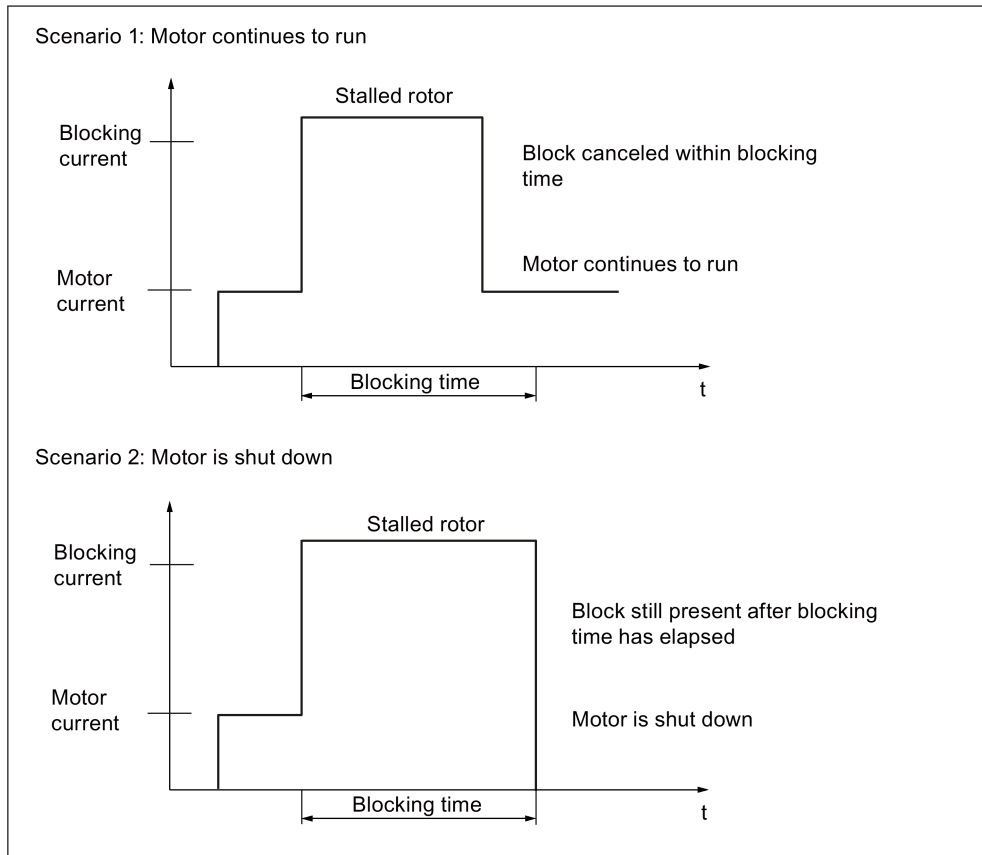 Scenario 1: Motor continues to run
Stalled rotor
Blocking
current
Block canceled within blocking
time
Motor
current
Motor continues to run
Blocking time
t
Scenario 2: Motor is shut down
Stalled rotor
Blocking
current
Block still present after blocking
time has elapsed
Motor
current
Motor is shut down
Blocking time
t